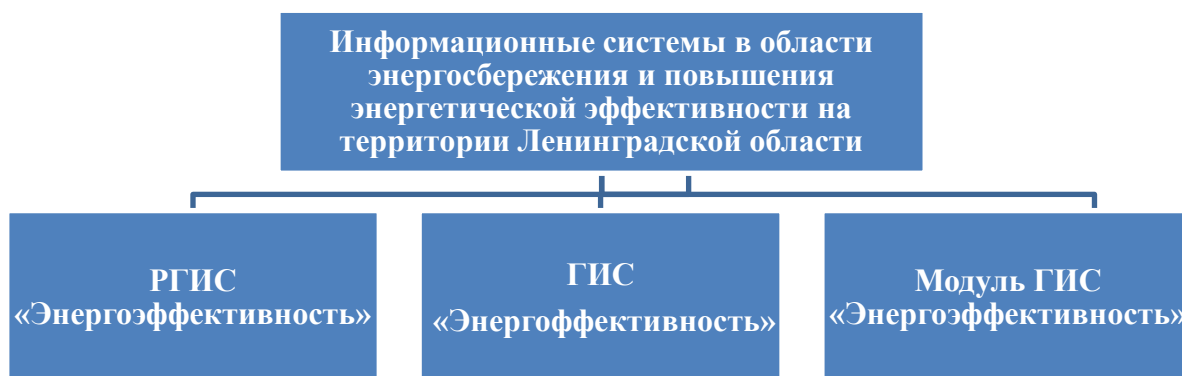 Информационные системы в области
энергосбережения и повышения
энергетической эффективности на
территории Ленинградской области
РГИС
«Энергоэффективность»
ГИС
«Энергоффективность»
Модуль ГИС
«Энергоэффективность»